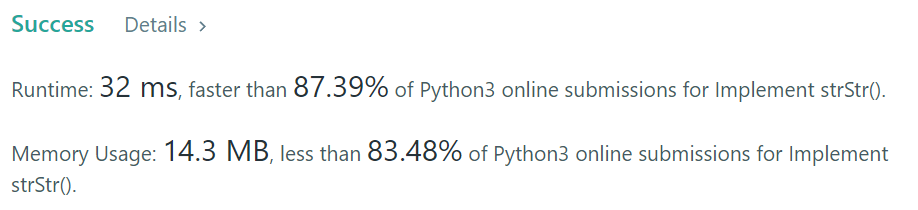 Success Details >
Runtime: 32 ms, faster than 87.39% of Python3 online submissions for Implement strStr().
Memory Usage: 14.3 MB, less than 83.48% of Python3 online submissions for Implement
strStr().